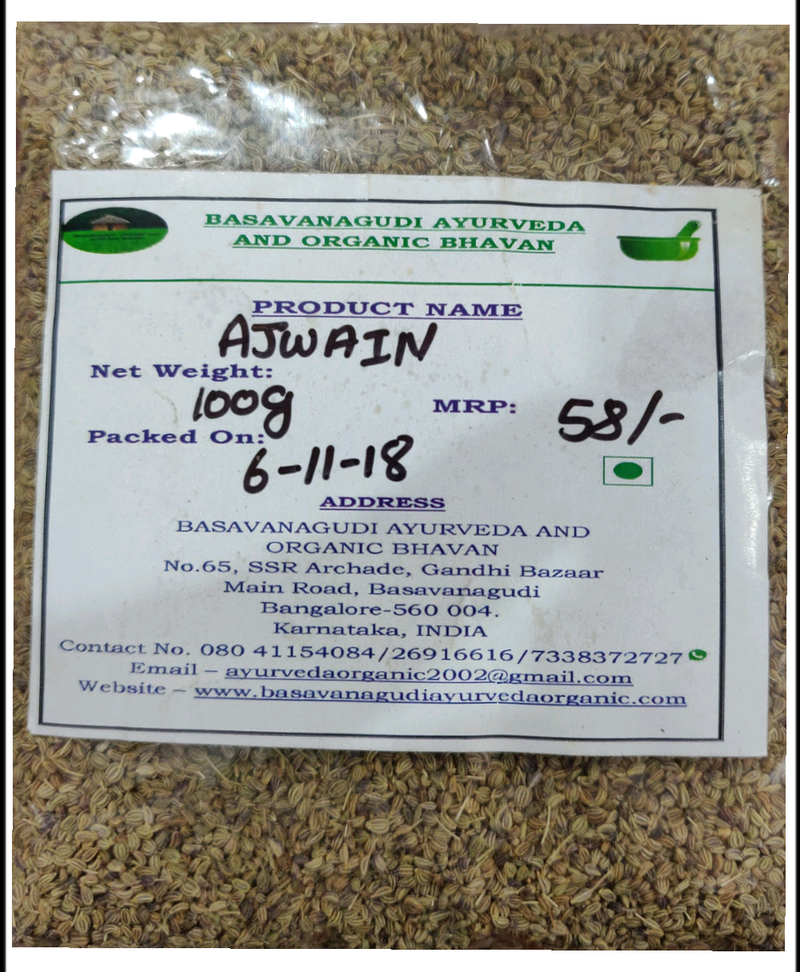 BASAVANAGUDI AYURVEDA
AND ORGANIC BHAVAN
PRODUCT NAME
AJWAIN
Net Weight:
100g
MRP: 58/-
Packed On:
6-11-18
ADDRESS
BASAVANAGUDI AYURVEDA AND
ORGANIC BHAVAN
No.65, SSR Archade, Gandhi Bazaar
Main Road, Basavanagudi
Bangalore-560 004.
Karnataka, INDIA
Contact No. 080 41154084/26916616/7338372727
Email – ayurvedaorganic2002@gmail.com
Website – www.basavanagudiayurvedaorganic.com